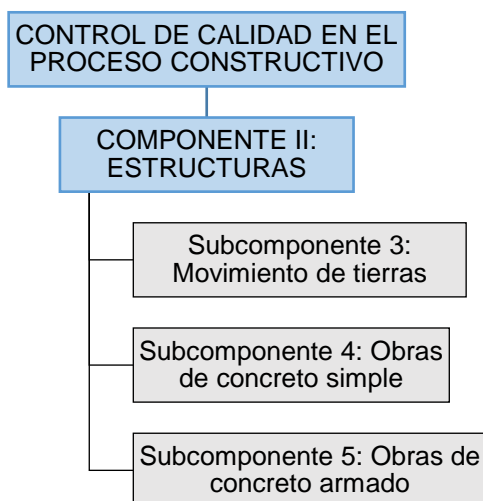 CONTROL DE CALIDAD EN EL
PROCESO CONSTRUCTIVO
COMPONENTE II:
ESTRUCTURAS
Subcomponente 3:
Movimiento de tierras
Subcomponente 4: Obras
de concreto simple
Subcomponente 5: Obras de
concreto armado